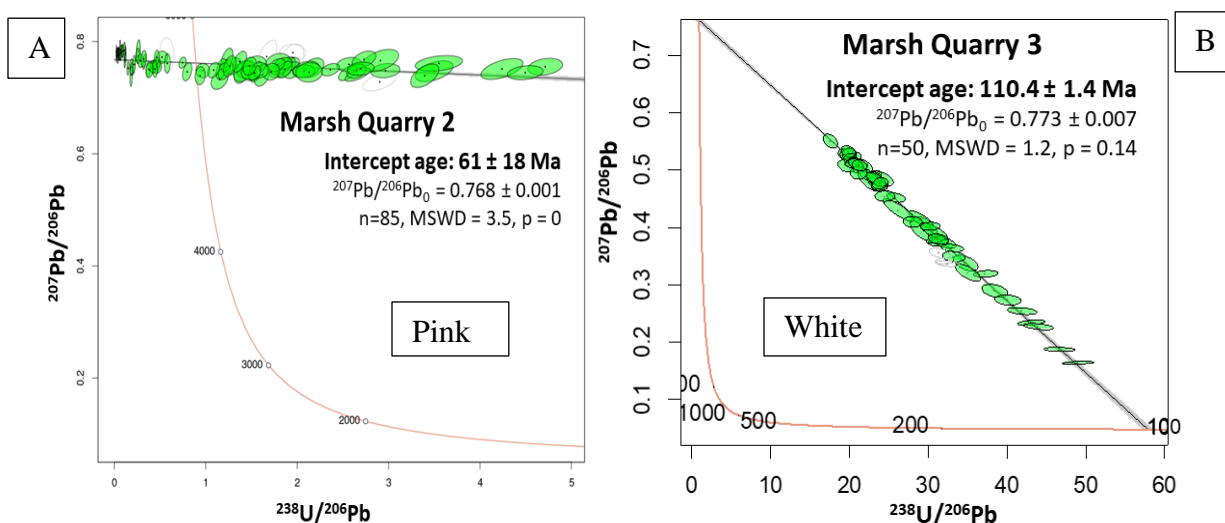 A
0.8
0.6
0.4
0.2
²⁰⁷Pb/²⁰⁶Pb
4000
3000
2000
Marsh Quarry 2
Intercept age: 61 ± 18 Ma
²⁰⁷Pb/²⁰⁶Pb₀ = 0.768 ± 0.001
n=85, MSWD = 3.5, p = 0
Pink
0 1 2 3 4 5
²³⁸U/²⁰⁶Pb
B
0.7
0.6
0.5
0.4
0.3
0.2
0.1
²⁰⁷Pb/²⁰⁶Pb
Marsh Quarry 3
Intercept age: 110.4 ± 1.4 Ma
²⁰⁷Pb/²⁰⁶Pb₀ = 0.773 ± 0.007
n=50, MSWD = 1.2, p = 0.14
White
00
1000 500 200 100
0 10 20 30 40 50 60
²³⁸U/²⁰⁶Pb